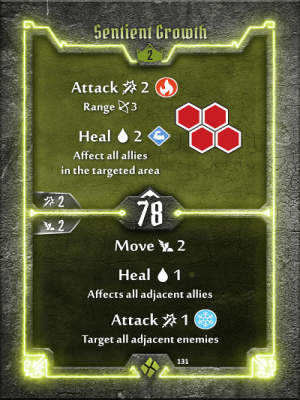 Sentient Growth
2
Attack 2
Range 3
Heal 2
Affect all allies
in the targeted area
2
78
2
Move 2
Heal 1
Affects all adjacent allies
Attack 1
Target all adjacent enemies
131